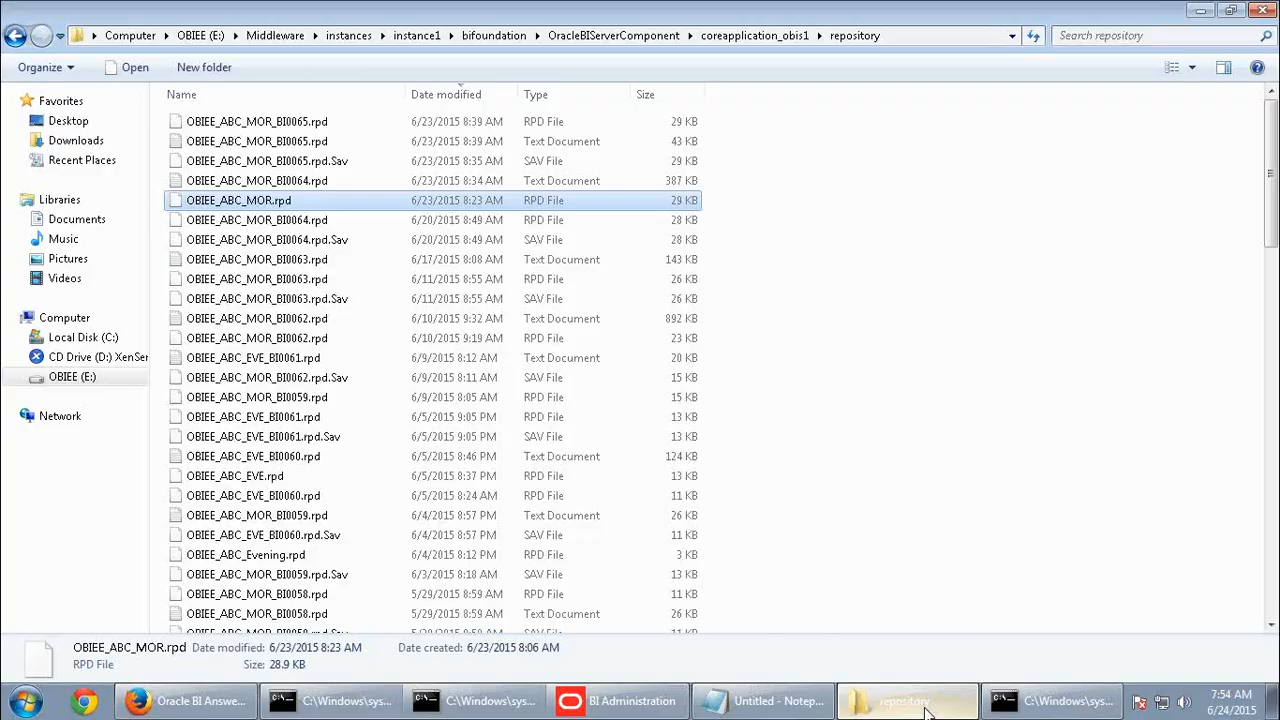 Computer ▸ OBIEE (E:) ▸ Middleware ▸ instances ▸ instance1 ▸ bifoundation ▸ OracleBIServerComponent ▸ coreapplication_obis1 ▸ repository
Search repository
Organize Open New folder
Name Date modified Type Size
Favorites
Desktop
Downloads
Recent Places
Libraries
Documents
Music
Pictures
Videos
Computer
Local Disk (C:)
CD Drive (D:) XenSer
OBIEE (E:)
Network
OBIEE_ABC_MOR_BI0065.rpd 6/23/2015 8:39 AM RPD File 29 KB
OBIEE_ABC_MOR_BI0065.rpd 6/23/2015 8:39 AM Text Document 43 KB
OBIEE_ABC_MOR_BI0065.rpd.Sav 6/23/2015 8:35 AM SAV File 29 KB
OBIEE_ABC_MOR_BI0064.rpd 6/23/2015 8:34 AM Text Document 387 KB
OBIEE_ABC_MOR.rpd 6/23/2015 8:23 AM RPD File 29 KB
OBIEE_ABC_MOR_BI0064.rpd 6/20/2015 8:49 AM RPD File 28 KB
OBIEE_ABC_MOR_BI0064.rpd.Sav 6/20/2015 8:49 AM SAV File 28 KB
OBIEE_ABC_MOR_BI0063.rpd 6/17/2015 8:08 AM Text Document 143 KB
OBIEE_ABC_MOR_BI0063.rpd 6/11/2015 8:55 AM RPD File 26 KB
OBIEE_ABC_MOR_BI0063.rpd.Sav 6/11/2015 8:55 AM SAV File 26 KB
OBIEE_ABC_MOR_BI0062.rpd 6/10/2015 9:32 AM Text Document 892 KB
OBIEE_ABC_MOR_BI0062.rpd 6/10/2015 9:19 AM RPD File 23 KB
OBIEE_ABC_EVE_BI0061.rpd 6/9/2015 8:12 AM Text Document 20 KB
OBIEE_ABC_MOR_BI0062.rpd.Sav 6/9/2015 8:11 AM SAV File 15 KB
OBIEE_ABC_MOR_BI0059.rpd 6/9/2015 8:05 AM RPD File 15 KB
OBIEE_ABC_EVE_BI0061.rpd 6/5/2015 9:05 PM RPD File 13 KB
OBIEE_ABC_EVE_BI0061.rpd.Sav 6/5/2015 9:05 PM SAV File 13 KB
OBIEE_ABC_EVE_BI0060.rpd 6/5/2015 8:46 PM Text Document 124 KB
OBIEE_ABC_EVE.rpd 6/5/2015 8:37 PM RPD File 13 KB
OBIEE_ABC_EVE_BI0060.rpd 6/5/2015 8:24 AM RPD File 11 KB
OBIEE_ABC_MOR_BI0059.rpd 6/4/2015 8:57 PM Text Document 26 KB
OBIEE_ABC_EVE_BI0060.rpd.Sav 6/4/2015 8:57 PM SAV File 11 KB
OBIEE_ABC_Evening.rpd 6/4/2015 8:12 PM RPD File 3 KB
OBIEE_ABC_MOR_BI0059.rpd.Sav 6/3/2015 8:18 AM SAV File 13 KB
OBIEE_ABC_MOR_BI0058.rpd 5/29/2015 8:59 AM RPD File 11 KB
OBIEE_ABC_MOR_BI0058.rpd 5/29/2015 8:59 AM Text Document 26 KB
OBIEE_ABC_MOR.rpd Date modified: 6/23/2015 8:23 AM Date created: 6/23/2015 8:06 AM
RPD File Size: 28.9 KB
Oracle BI Answe... C:\Windows\sys... C:\Windows\sys... BI Administration Untitled - Notep... repository C:\Windows\sys...
7:54 AM
6/24/2015